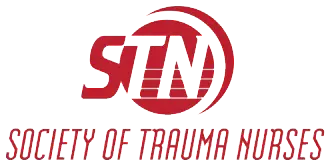 STN
SOCIETY OF TRAUMA NURSES